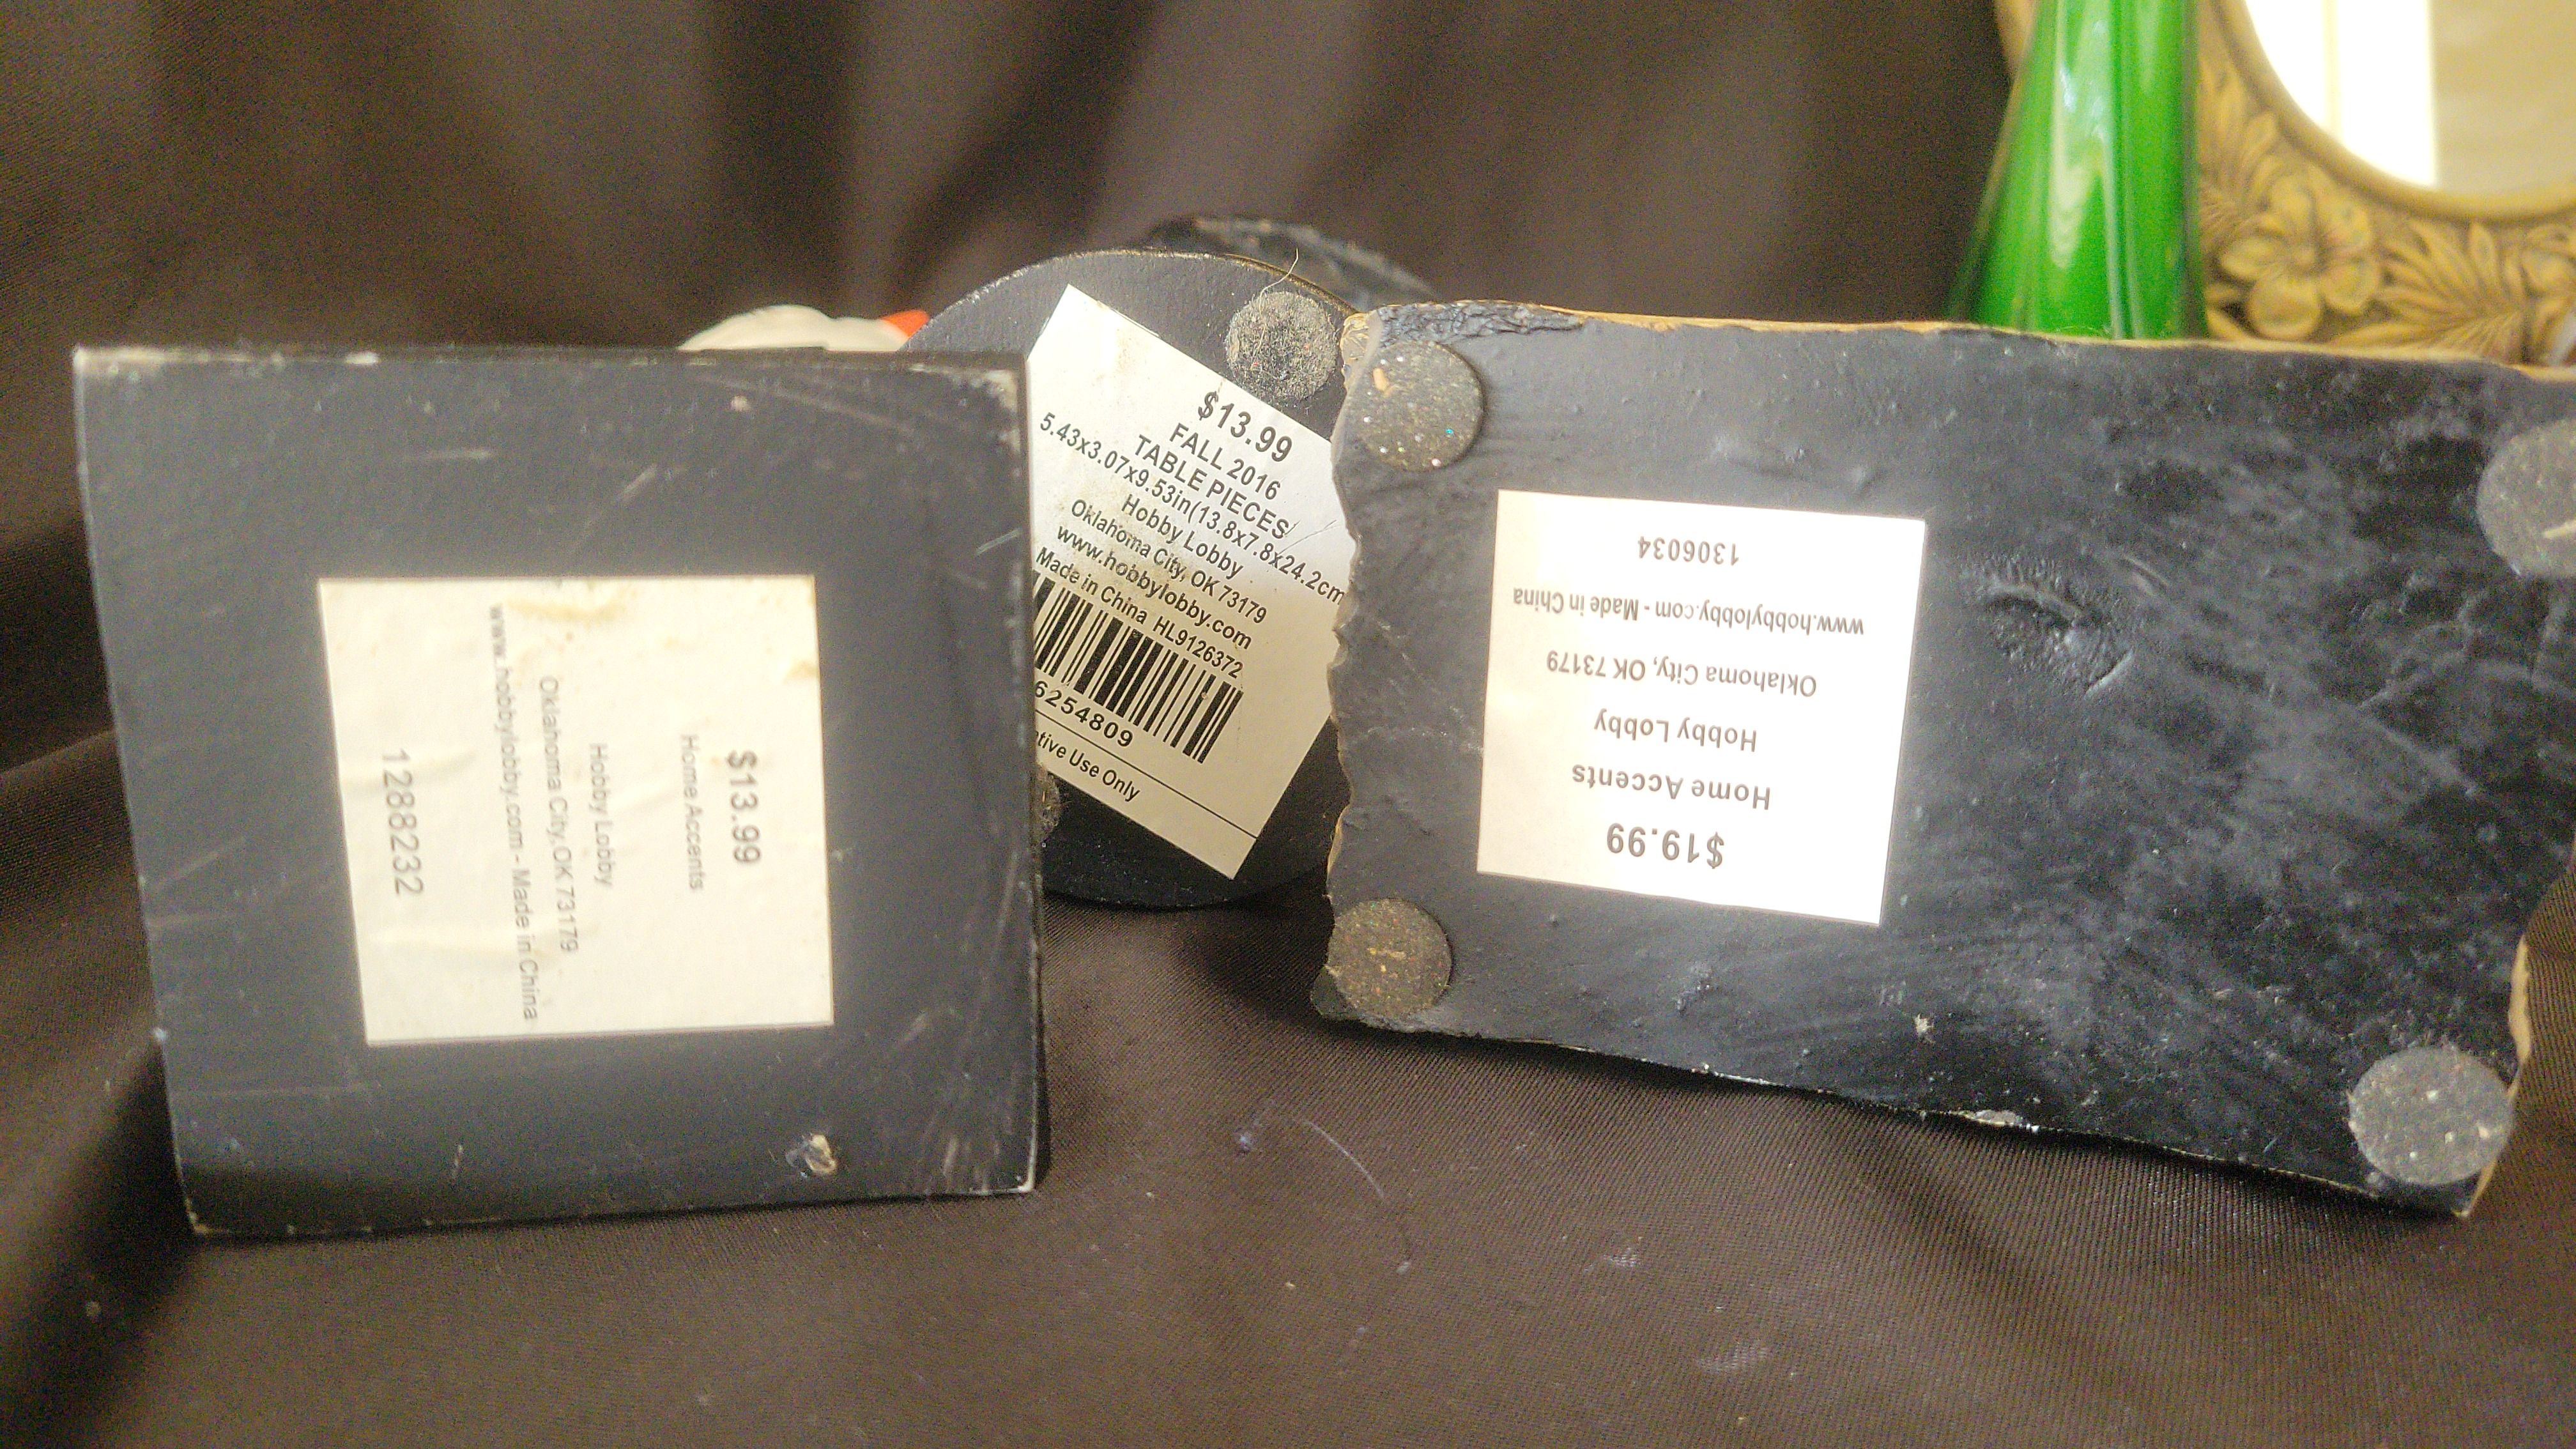 $13.99
Home Accents
Hobby Lobby
Oklahoma City, OK 73179
www.hobbylobby.com - Made in China
1288232
$13.99
FALL 2016
TABLE PIECES
5.43x3.07x9.53in(13.8x7.8x24.2cm
Hobby Lobby
Oklahoma City, OK 73179
www.hobbylobby.com
Made in China HL9126372
6254809
Use Only
$19.99
Home Accents
Hobby Lobby
Oklahoma City, OK 73179
www.hobbylobby.com - Made in China
1306034